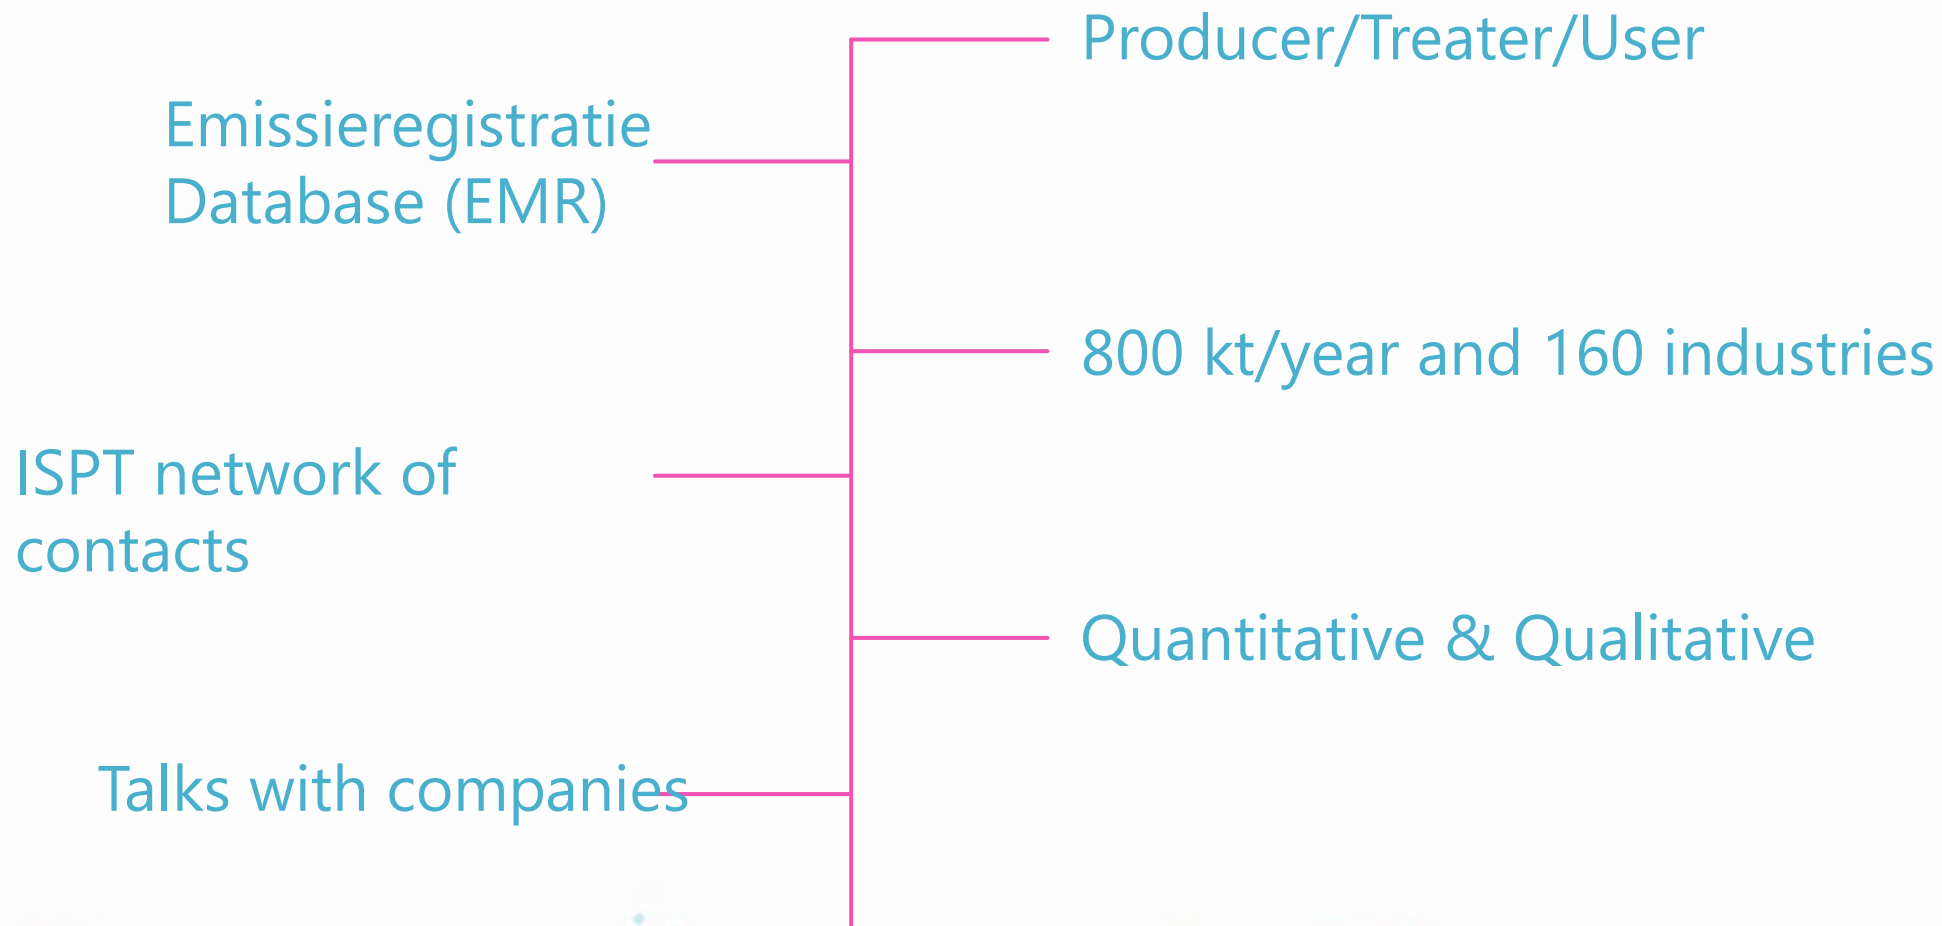 Producer/Treater/User
Emissieregistratie
Database (EMR)
800 kt/year and 160 industries
ISPT network of
contacts
Quantitative & Qualitative
Talks with companies